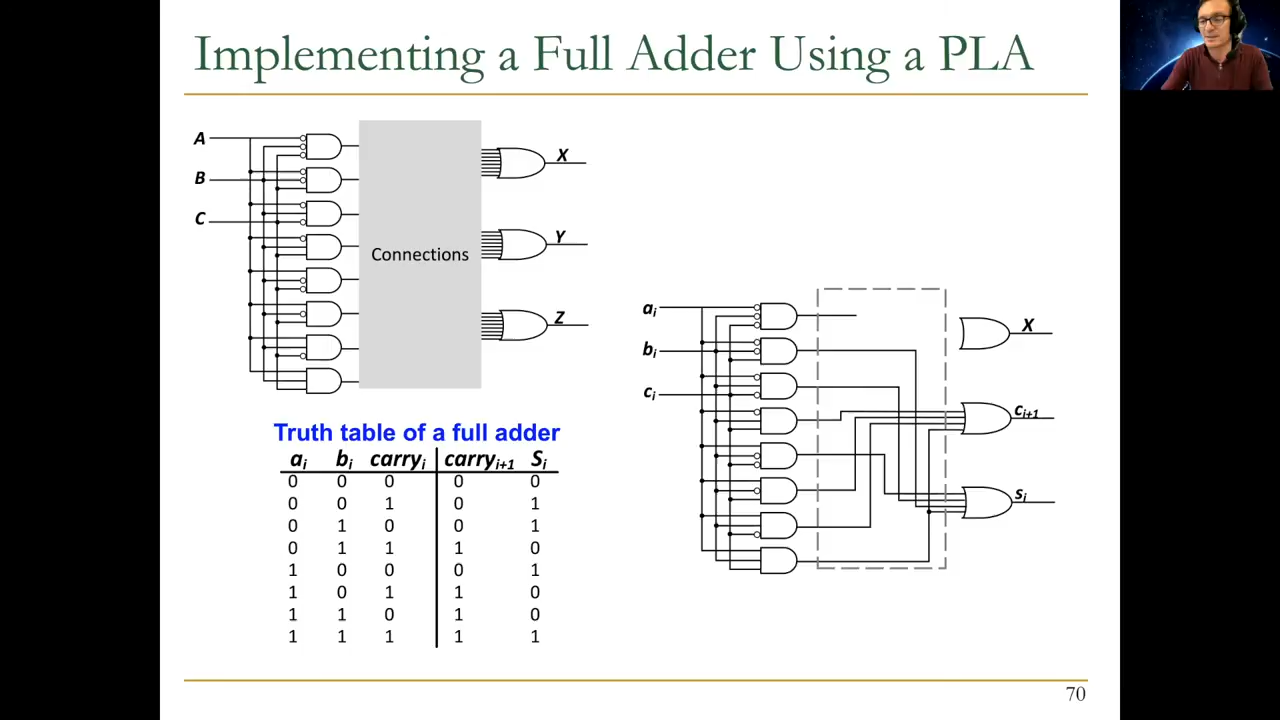 Implementing a Full Adder Using a PLA
A
B
C
Connections
X
Y
Z
Truth table of a full adder
ai bi carryi carryi+1 Si
0 0 0 0 0
0 0 1 0 1
0 1 0 0 1
0 1 1 1 0
1 0 0 0 1
1 0 1 1 0
1 1 0 1 0
1 1 1 1 1
ai
bi
ci
X
ci+1
si
70